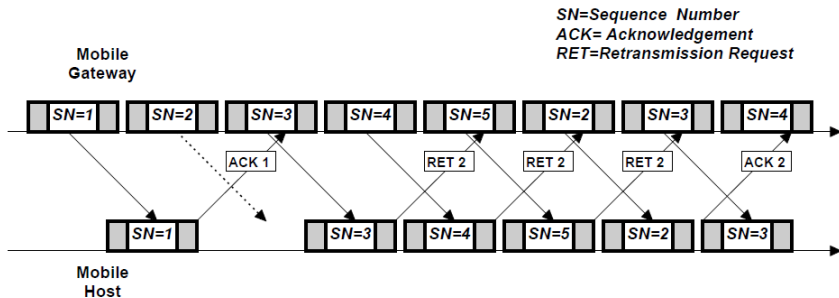 SN=Sequence Number
ACK= Acknowledgement
RET=Retransmission Request
Mobile
Gateway
SN=1 SN=2 SN=3 SN=4 SN=5 SN=2 SN=3 SN=4
ACK 1 RET 2 RET 2 RET 2 ACK 2
SN=1 SN=3 SN=4 SN=5 SN=2 SN=3
Mobile
Host